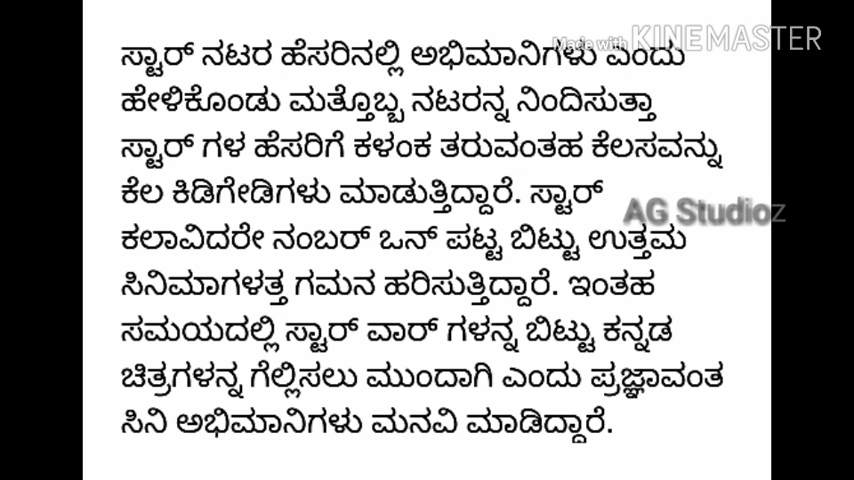 Made with KINEMASTER
ಸ್ಟಾರ್ ನಟರ ಹೆಸರಿನಲ್ಲಿ ಅಭಿಮಾನಿಗಳು ಎಂದು
ಹೇಳಿಕೊಂಡು ಮತ್ತೊಬ್ಬ ನಟರನ್ನ ನಿಂದಿಸುತ್ತಾ
ಸ್ಟಾರ್ ಗಳ ಹೆಸರಿಗೆ ಕಳಂಕ ತರುವಂತಹ ಕೆಲಸವನ್ನು
ಕೆಲ ಕಿಡಿಗೇಡಿಗಳು ಮಾಡುತ್ತಿದ್ದಾರೆ. ಸ್ಟಾರ್
AG Studioz
ಕಲಾವಿದರೇ ನಂಬರ್ ಒನ್ ಪಟ್ಟ ಬಿಟ್ಟು ಉತ್ತಮ
ಸಿನಿಮಾಗಳತ್ತ ಗಮನ ಹರಿಸುತ್ತಿದ್ದಾರೆ. ಇಂತಹ
ಸಮಯದಲ್ಲಿ ಸ್ಟಾರ್ ವಾರ್ ಗಳನ್ನ ಬಿಟ್ಟು ಕನ್ನಡ
ಚಿತ್ರಗಳನ್ನ ಗೆಲ್ಲಿಸಲು ಮುಂದಾಗಿ ಎಂದು ಪ್ರಜ್ಞಾವಂತ
ಸಿನಿ ಅಭಿಮಾನಿಗಳು ಮನವಿ ಮಾಡಿದ್ದಾರೆ.